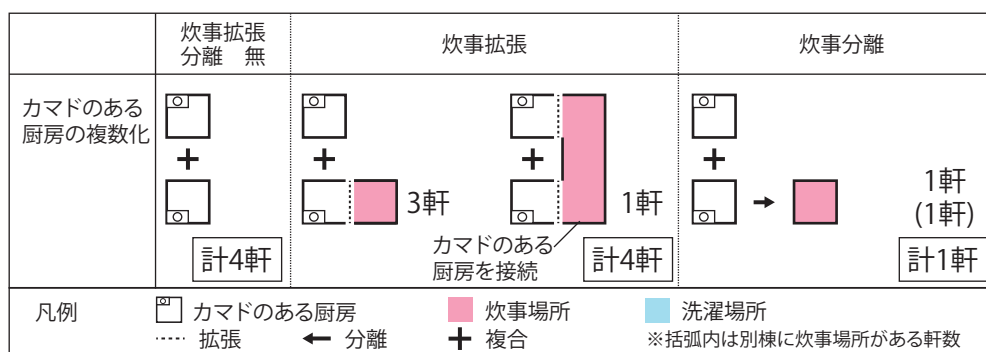 炊事拡張
分離 無
炊事拡張
炊事分離
カマドのある
厨房の複数化
計4軒
3軒
1軒
カマドのある
厨房を接続
計4軒
1軒
(1軒)
計1軒
凡例
カマドのある厨房
炊事場所
洗濯場所
拡張
分離
複合
※括弧内は別棟に炊事場所がある軒数